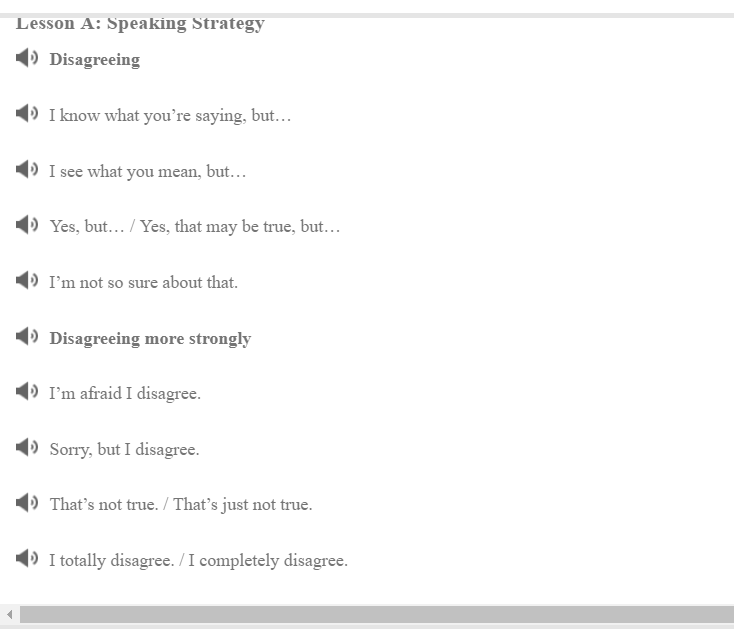 Lesson A: Speaking Strategy
Disagreeing
I know what you’re saying, but…
I see what you mean, but…
Yes, but… / Yes, that may be true, but…
I’m not so sure about that.
Disagreeing more strongly
I’m afraid I disagree.
Sorry, but I disagree.
That’s not true. / That’s just not true.
I totally disagree. / I completely disagree.